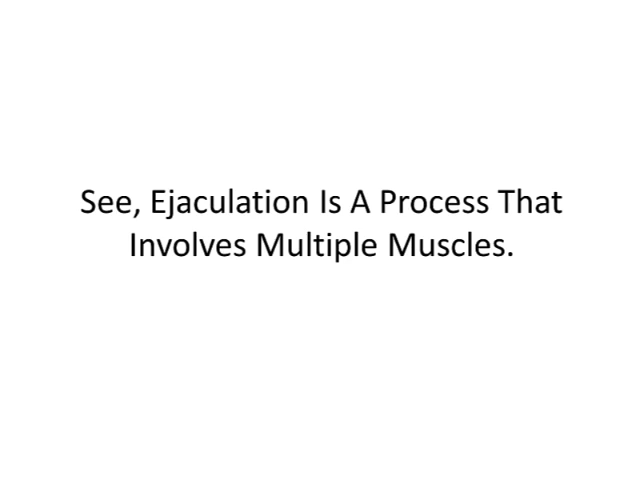 See, Ejaculation Is A Process That
Involves Multiple Muscles.